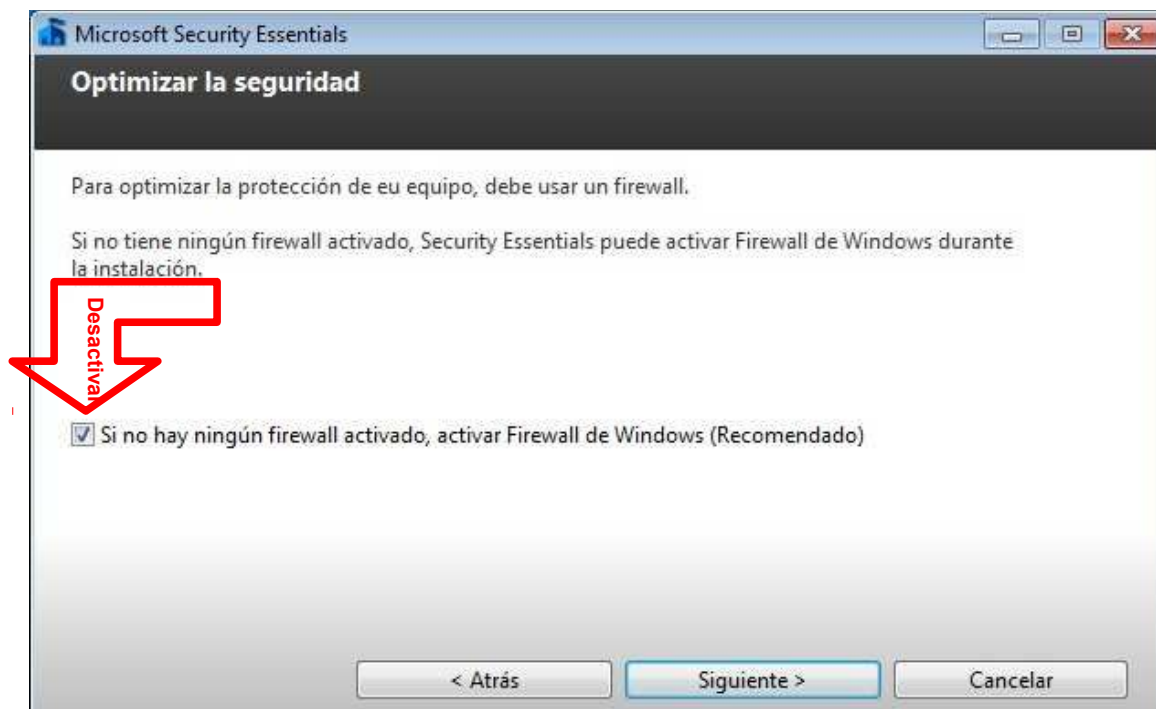 Microsoft Security Essentials
Optimizar la seguridad
Para optimizar la protección de eu equipo, debe usar un firewall.
Si no tiene ningún firewall activado, Security Essentials puede activar Firewall de Windows durante
la instalación.
Desactivar
Si no hay ningún firewall activado, activar Firewall de Windows (Recomendado)
< Atrás
Siguiente >
Cancelar